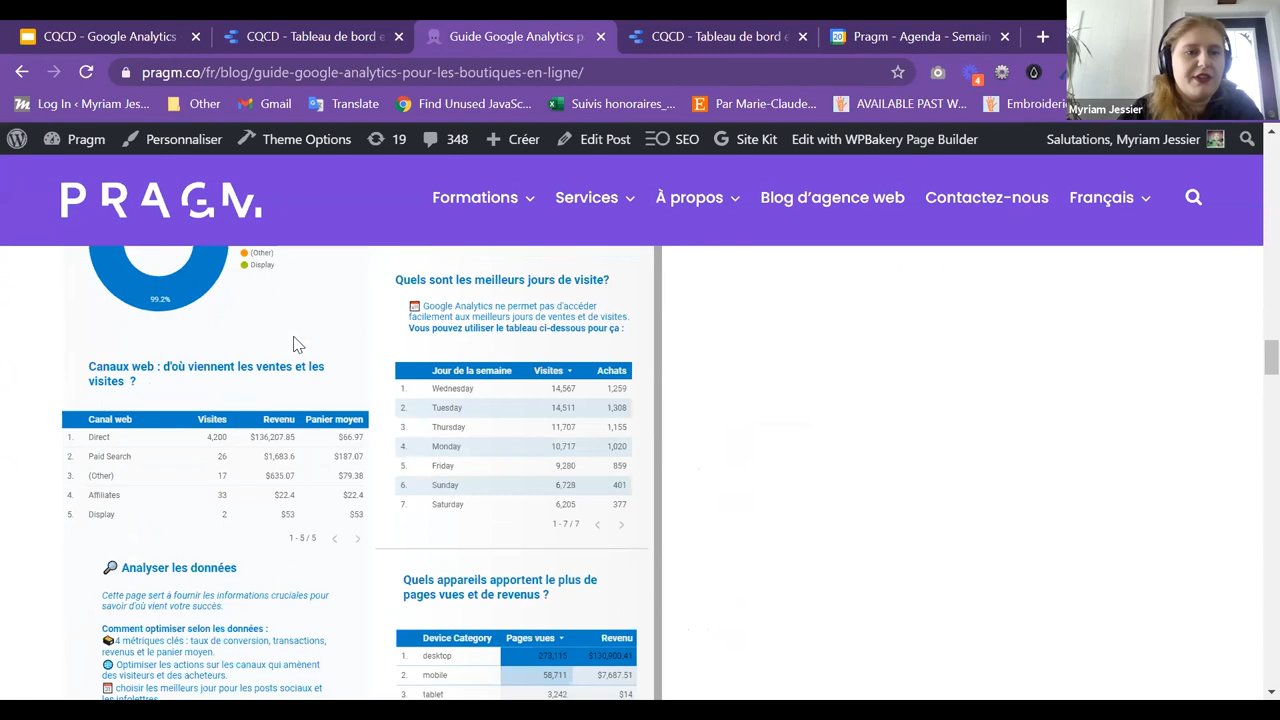 CQCD - Google Analytics
CQCD - Tableau de bord e
Guide Google Analytics p
CQCD - Tableau de bord e
Pragm - Agenda - Semain
pragm.co/fr/blog/guide-google-analytics-pour-les-boutiques-en-ligne/
4
Log In ‹ Myriam Jes...
Other
Gmail
Translate
Find Unused JavaSc...
Suivis honoraires_...
Par Marie-Claude...
AVAILABLE PAST W...
Embroiderie
Myriam Jessier
Pragm
Personnaliser
Theme Options
19
348
Créer
Edit Post
SEO
Site Kit
Edit with WPBakery Page Builder
Salutations, Myriam Jessier
PRAGM.
Formations
Services
À propos
Blog d'agence web
Contactez-nous
Français
(Other)
Display
99.2%
Canaux web : d'où viennent les ventes et les
visites ?
Canal web Visites Revenu Panier moyen
1. Direct 4,200 $136,207.85 $66.97
2. Paid Search 26 $1,683.6 $187.07
3. (Other) 17 $635.07 $79.38
4. Affiliates 33 $22.4 $22.4
5. Display 2 $53 $53
1 - 5 / 5
Analyser les données
Cette page sert à fournir les informations cruciales pour
savoir d'où vient votre succès.
Comment optimiser selon les données :
4 métriques clés : taux de conversion, transactions,
revenus et le panier moyen.
Optimiser les actions sur les canaux qui amènent
des visiteurs et des acheteurs.
choisir les meilleurs jour pour les posts sociaux et
les infolettres
Quels sont les meilleurs jours de visite?
Google Analytics ne permet pas d'accéder
facilement aux meilleurs jours de ventes et de visites.
Vous pouvez utiliser le tableau ci-dessous pour ça :
Jour de la semaine Visites Achats
1. Wednesday 14,567 1,259
2. Tuesday 14,511 1,308
3. Thursday 11,707 1,155
4. Monday 10,717 1,020
5. Friday 9,280 859
6. Sunday 6,728 401
7. Saturday 6,205 377
1 - 7 / 7
Quels appareils apportent le plus de
pages vues et de revenus ?
Device Category Pages vues Revenu
1. desktop 273,115 $130,900.41
2. mobile 58,711 $7,687.51
3. tablet 3,242 $14